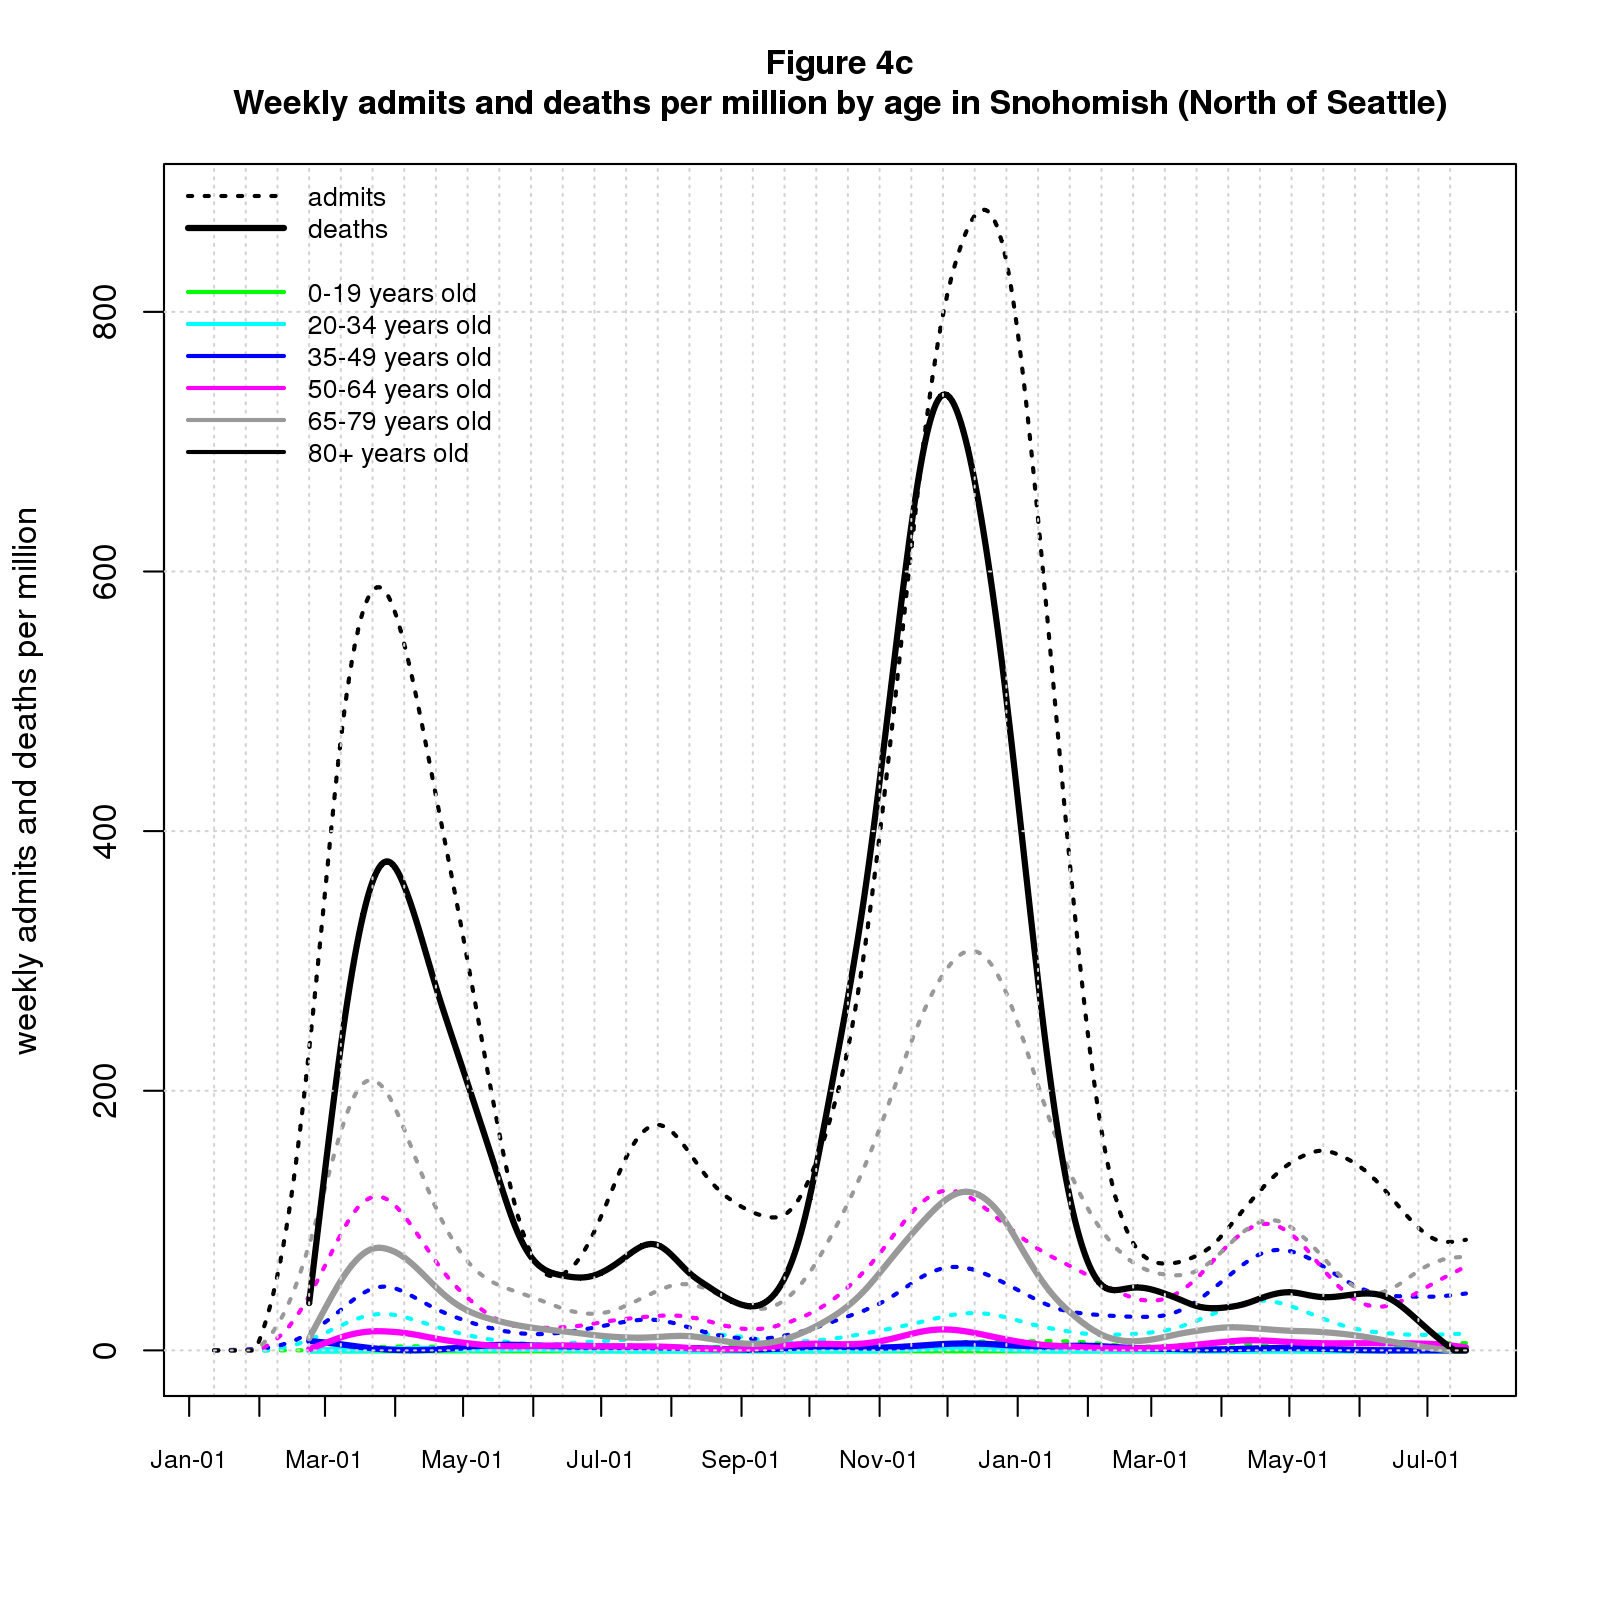 Figure 4c
Weekly admits and deaths per million by age in Snohomish (North of Seattle)
admits
deaths
0-19 years old
20-34 years old
35-49 years old
50-64 years old
65-79 years old
80+ years old
weekly admits and deaths per million
800
600
400
200
0
Jan-01 Mar-01 May-01 Jul-01 Sep-01 Nov-01 Jan-01 Mar-01 May-01 Jul-01